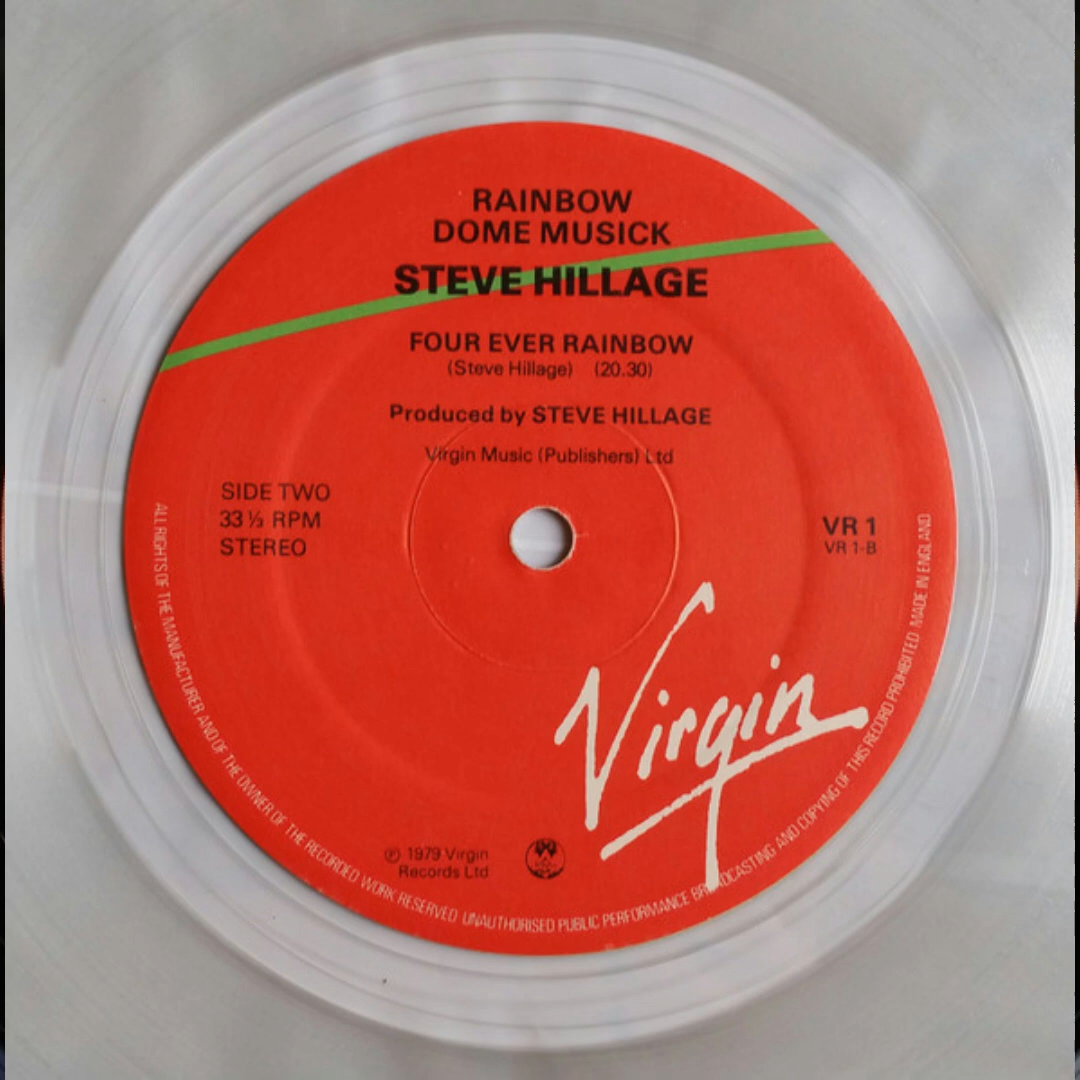 RAINBOW
DOME MUSICK
STEVE HILLAGE
FOUR EVER RAINBOW
(Steve Hillage) (20.30)
Produced by STEVE HILLAGE
Virgin Music (Publishers) Ltd
SIDE TWO
33⅓ RPM
STEREO
VR 1
VR 1-B
Virgin
℗ 1979 Virgin
Records Ltd
ALL RIGHTS OF THE MANUFACTURER AND OF THE OWNER OF THE RECORDED WORK RESERVED UNAUTHORISED PUBLIC PERFORMANCE BROADCASTING AND COPYING OF THIS RECORD PROHIBITED MADE IN ENGLAND